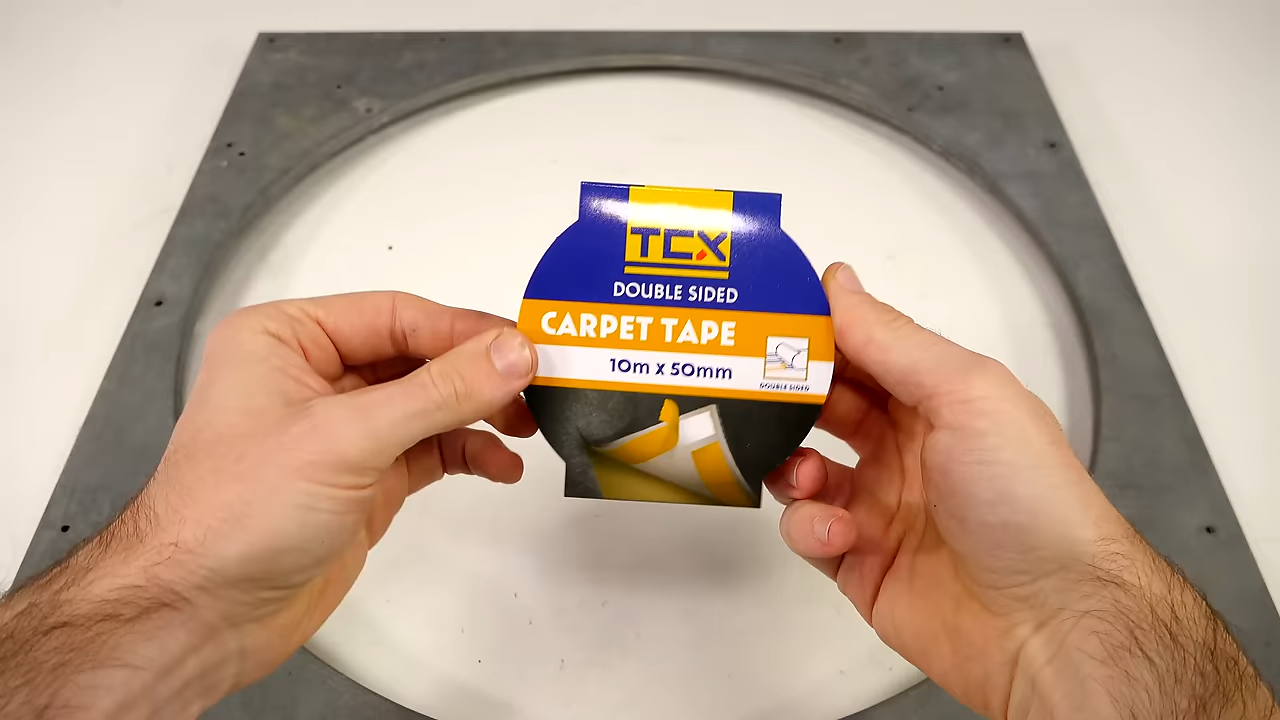 TCX
DOUBLE SIDED
CARPET TAPE
10m x 50mm
DOUBLE SIDED